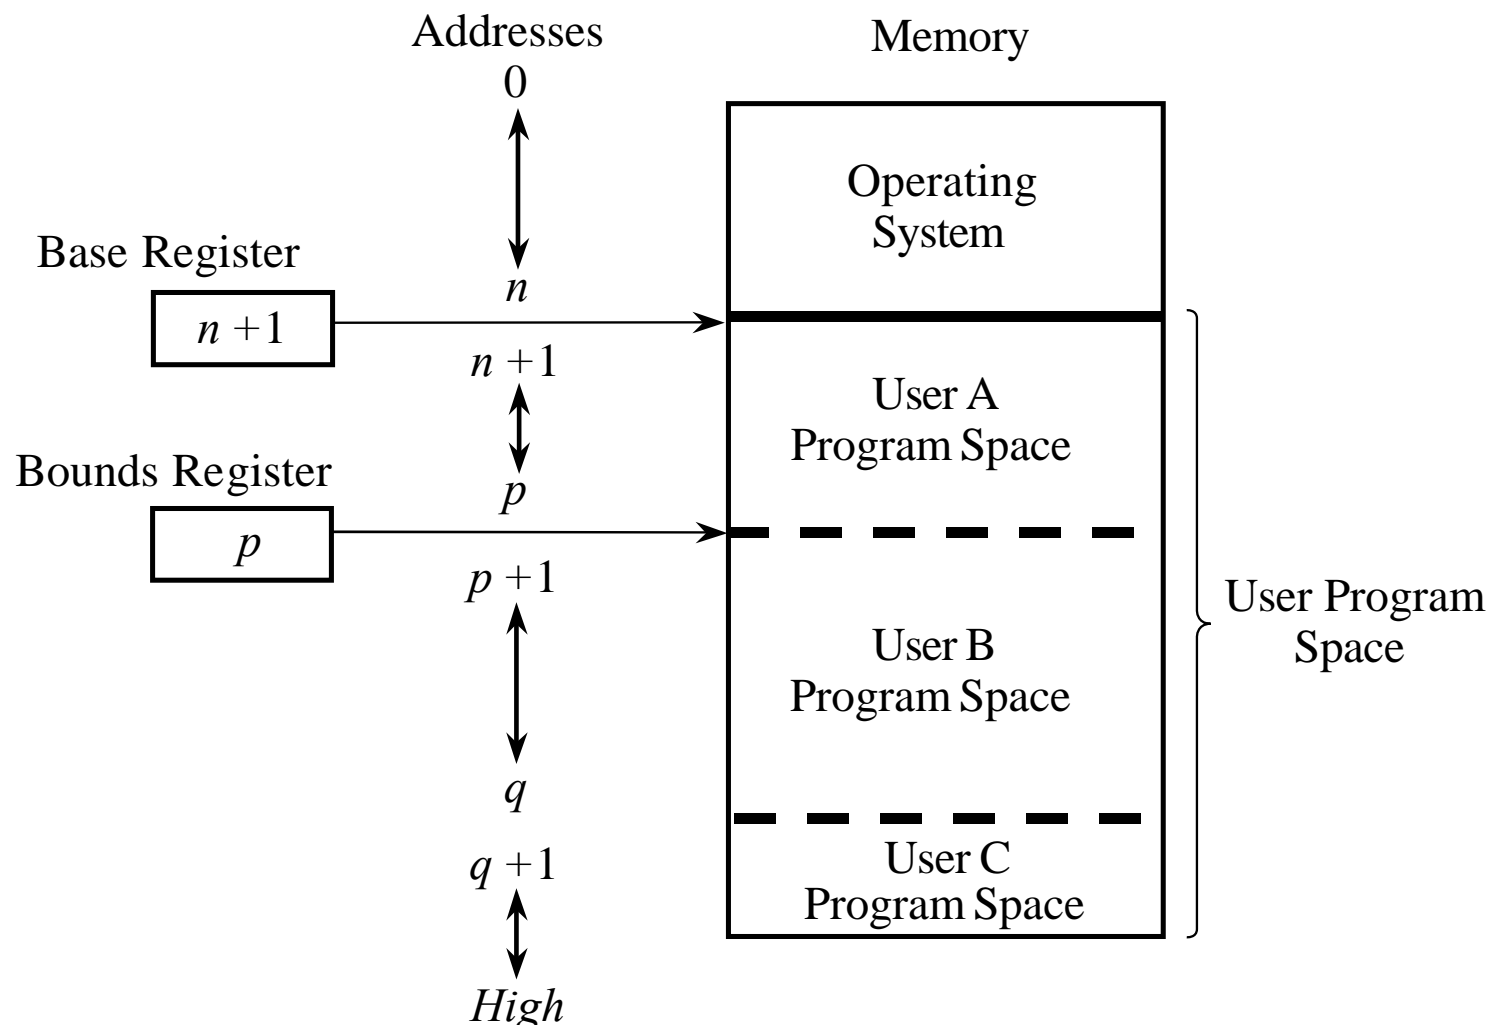 Addresses
Memory
0
Operating
System
Base Register
n
n +1
n +1
User A
Program Space
Bounds Register
p
p
p +1
User B
Program Space
User Program
Space
q
q +1
User C
Program Space
High